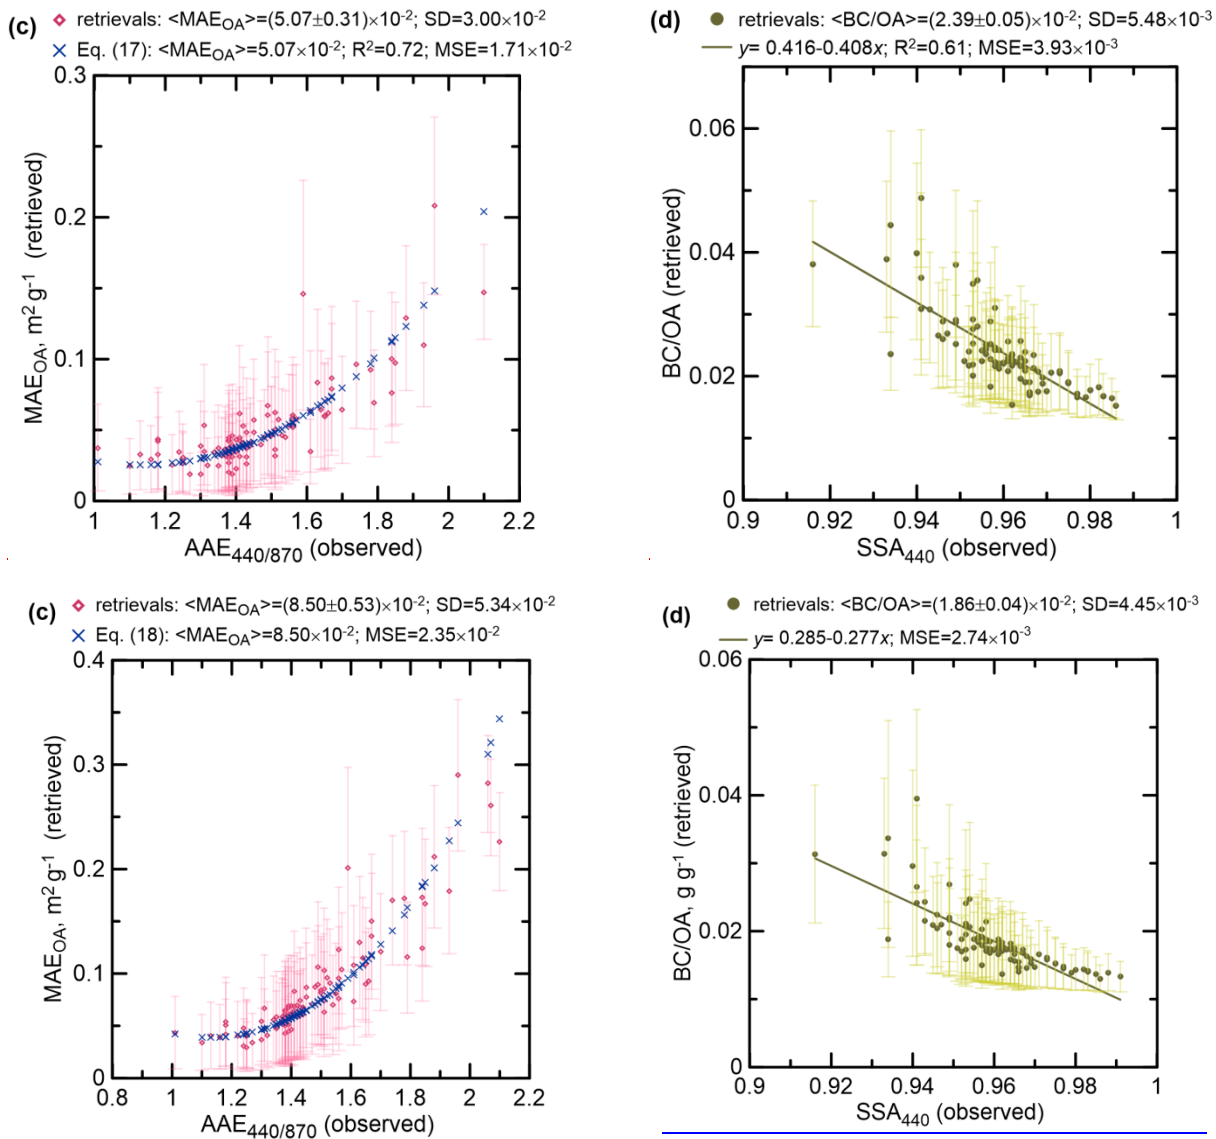 (c) retrievals: <MAE_OA>=(5.07±0.31)×10⁻²; SD=3.00×10⁻²
Eq. (17): <MAE_OA>=5.07×10⁻²; R²=0.72; MSE=1.71×10⁻²
0.3
0.2
0.1
0
MAE_OA, m² g⁻¹ (retrieved)
1 1.2 1.4 1.6 1.8 2 2.2
AAE_440/870 (observed)
(d) retrievals: <BC/OA>=(2.39±0.05)×10⁻²; SD=5.48×10⁻³
y= 0.416-0.408x; R²=0.61; MSE=3.93×10⁻³
0.06
0.04
0.02
0
BC/OA (retrieved)
0.9 0.92 0.94 0.96 0.98 1
SSA_440 (observed)
(c) retrievals: <MAE_OA>=(8.50±0.53)×10⁻²; SD=5.34×10⁻²
Eq. (18): <MAE_OA>=8.50×10⁻²; MSE=2.35×10⁻²
0.4
0.3
0.2
0.1
0
MAE_OA, m² g⁻¹ (retrieved)
0.8 1 1.2 1.4 1.6 1.8 2 2.2
AAE_440/870 (observed)
(d) retrievals: <BC/OA>=(1.86±0.04)×10⁻²; SD=4.45×10⁻³
y= 0.285-0.277x; MSE=2.74×10⁻³
0.06
0.04
0.02
0
BC/OA, g g⁻¹ (retrieved)
0.9 0.92 0.94 0.96 0.98 1
SSA_440 (observed)